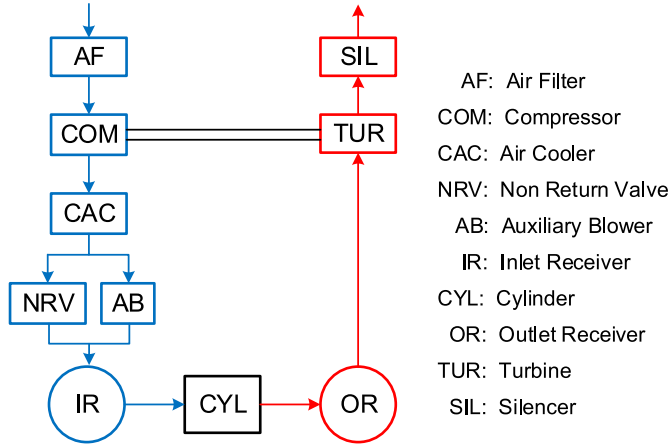 AF
SIL
COM
TUR
CAC
NRV
AB
IR
CYL
OR
AF: Air Filter
COM: Compressor
CAC: Air Cooler
NRV: Non Return Valve
AB: Auxiliary Blower
IR: Inlet Receiver
CYL: Cylinder
OR: Outlet Receiver
TUR: Turbine
SIL: Silencer